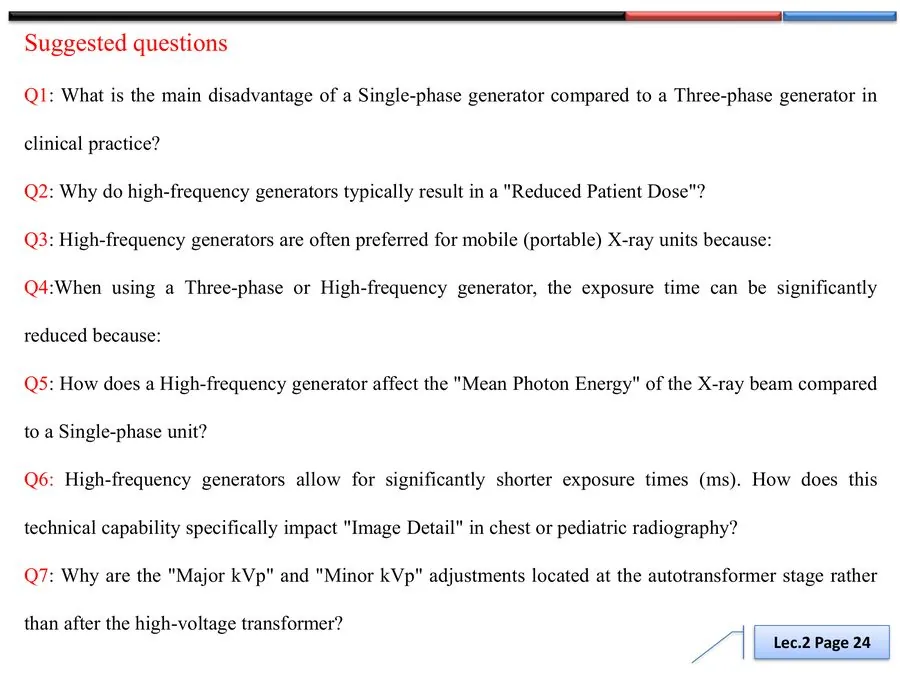 Suggested questions
Q1: What is the main disadvantage of a Single-phase generator compared to a Three-phase generator in
clinical practice?
Q2: Why do high-frequency generators typically result in a "Reduced Patient Dose"?
Q3: High-frequency generators are often preferred for mobile (portable) X-ray units because:
Q4:When using a Three-phase or High-frequency generator, the exposure time can be significantly
reduced because:
Q5: How does a High-frequency generator affect the "Mean Photon Energy" of the X-ray beam compared
to a Single-phase unit?
Q6: High-frequency generators allow for significantly shorter exposure times (ms). How does this
technical capability specifically impact "Image Detail" in chest or pediatric radiography?
Q7: Why are the "Major kVp" and "Minor kVp" adjustments located at the autotransformer stage rather
than after the high-voltage transformer?
Lec.2 Page 24